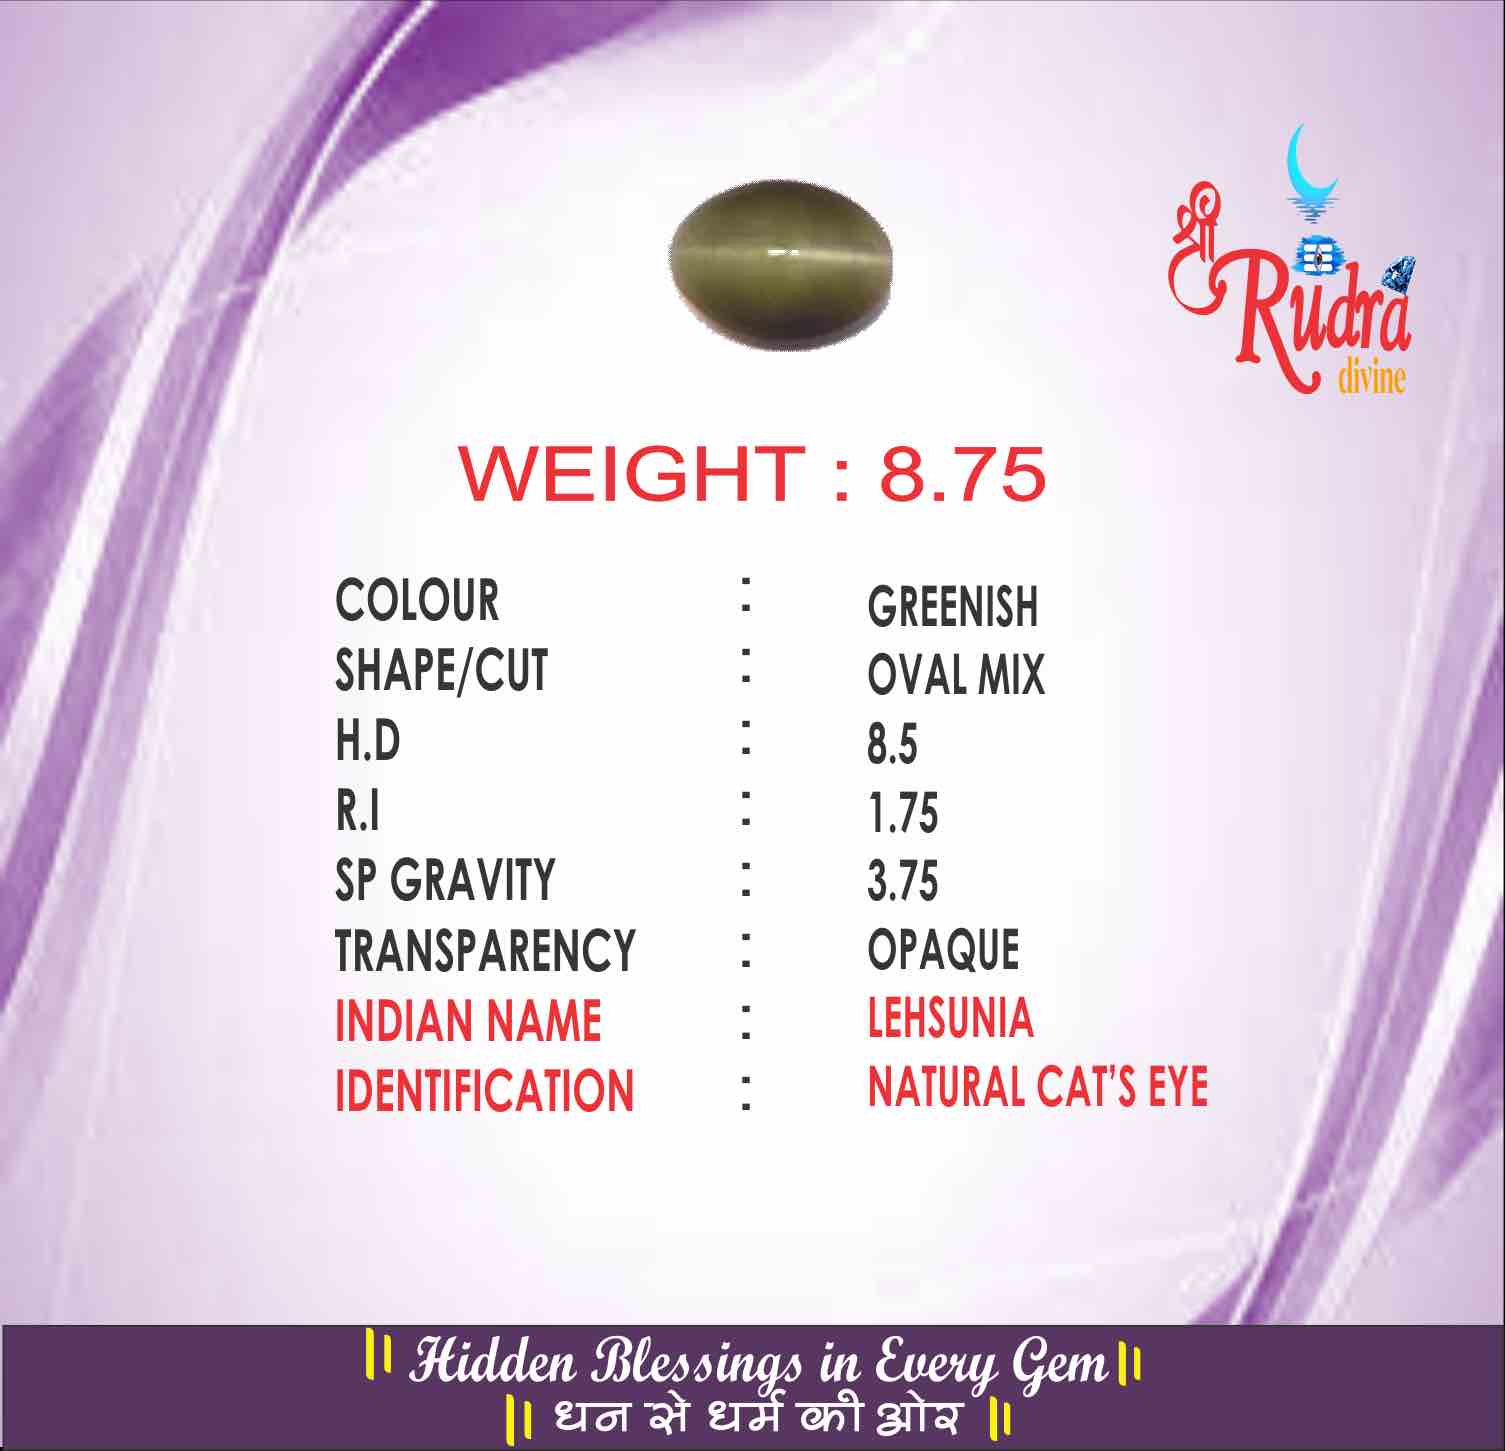 श्री
Rudra
divine
WEIGHT : 8.75
COLOUR : GREENISH
SHAPE/CUT : OVAL MIX
H.D : 8.5
R.I : 1.75
SP GRAVITY : 3.75
TRANSPARENCY : OPAQUE
INDIAN NAME : LEHSUNIA
IDENTIFICATION : NATURAL CAT'S EYE
|| Hidden Blessings in Every Gem ||
|| धन से धर्म की ओर ||